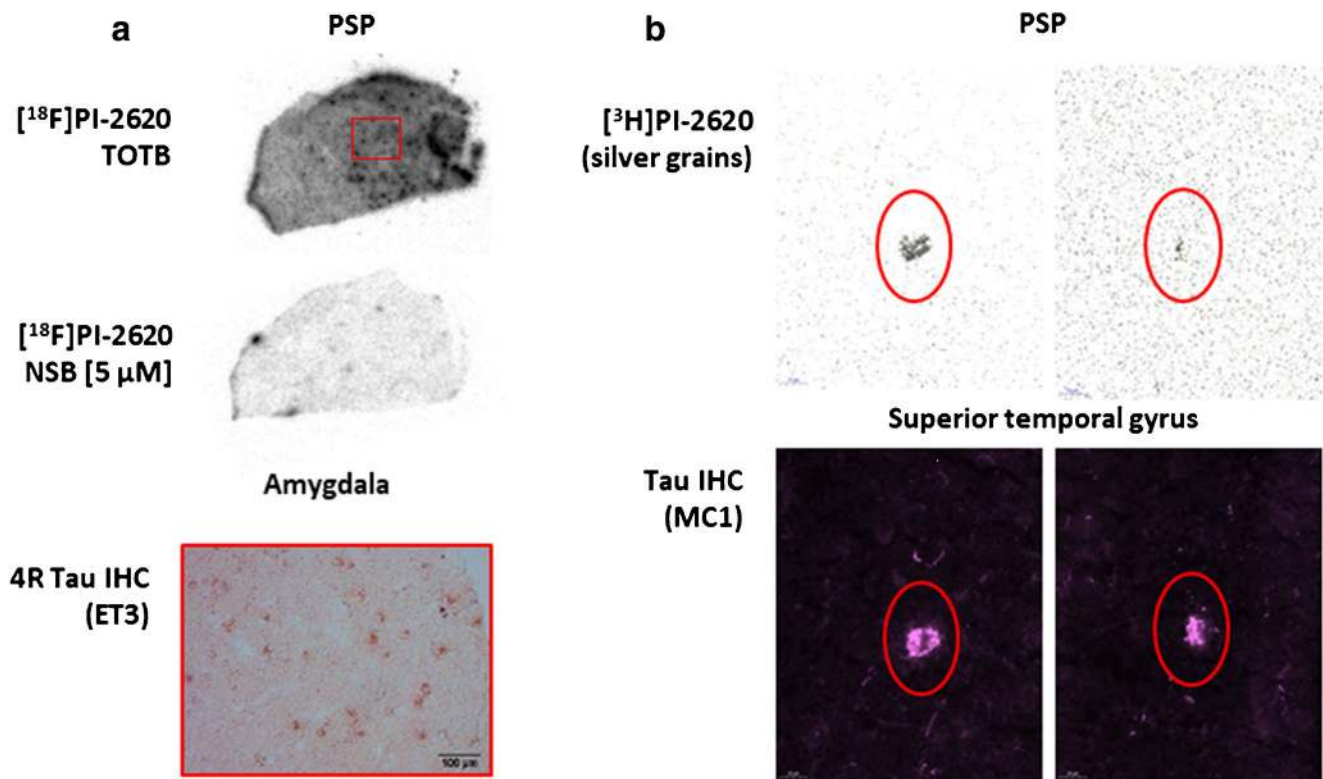 a
PSP
[¹⁸F]PI-2620
TOTB
[¹⁸F]PI-2620
NSB [5 µM]
Amygdala
4R Tau IHC
(ET3)
100 µm
b
PSP
[³H]PI-2620
(silver grains)
Superior temporal gyrus
Tau IHC
(MC1)